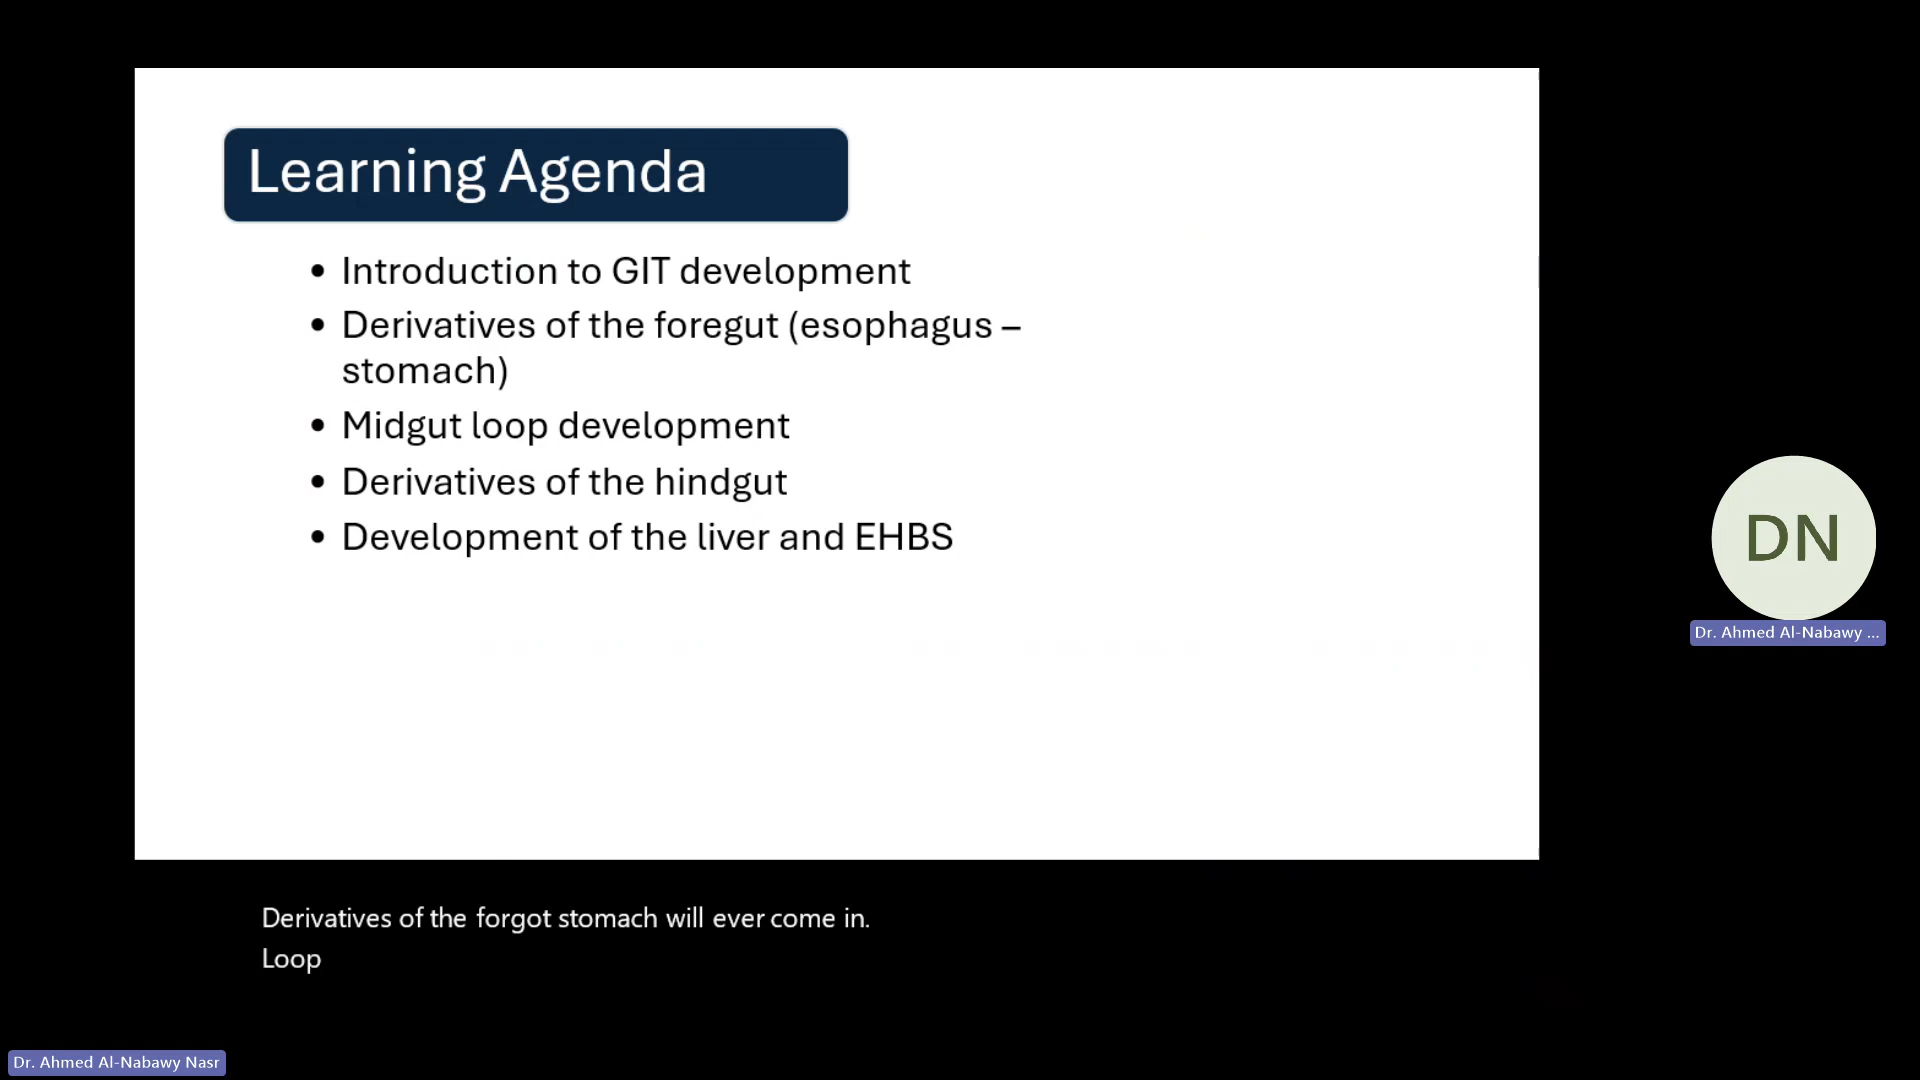 Learning Agenda
• Introduction to GIT development
• Derivatives of the foregut (esophagus –
stomach)
• Midgut loop development
• Derivatives of the hindgut
• Development of the liver and EHBS
DN
Dr. Ahmed Al-Nabawy ...
Derivatives of the forgot stomach will ever come in.
Loop
Dr. Ahmed Al-Nabawy Nasr